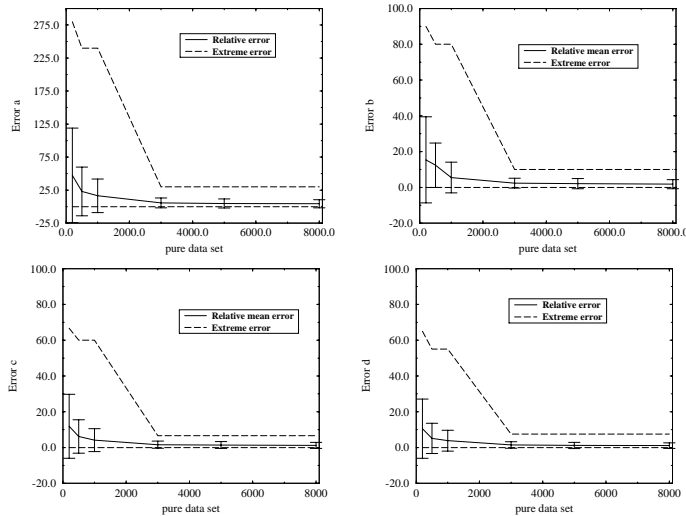 275.0
225.0
175.0
125.0
75.0
25.0
-25.0
Error a
Relative error
Extreme error
0.0 2000.0 4000.0 6000.0 8000.0
pure data set
100.0
80.0
60.0
40.0
20.0
0.0
-20.0
Error b
Relative mean error
Extreme error
0.0 2000.0 4000.0 6000.0 8000.0
pure data set
100.0
80.0
60.0
40.0
20.0
0.0
-20.0
Error c
Relative mean error
Extreme error
0 2000 4000 6000 8000
pure data set
100.0
80.0
60.0
40.0
20.0
0.0
-20.0
Error d
Relative error
Extreme error
0 2000 4000 6000 8000
pure data set